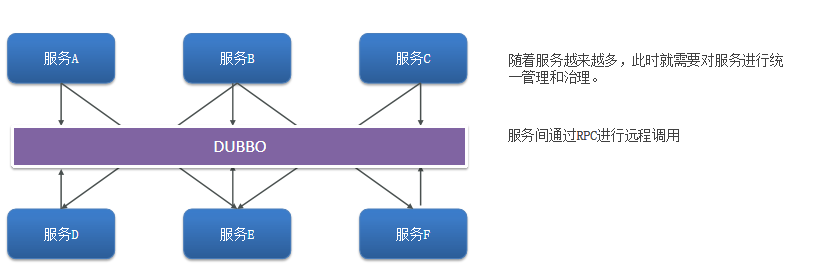 服务A
服务B
服务C
随着服务越来越多，此时就需要对服务进行统
一管理和治理。
DUBBO
服务间通过RPC进行远程调用
服务D
服务E
服务F